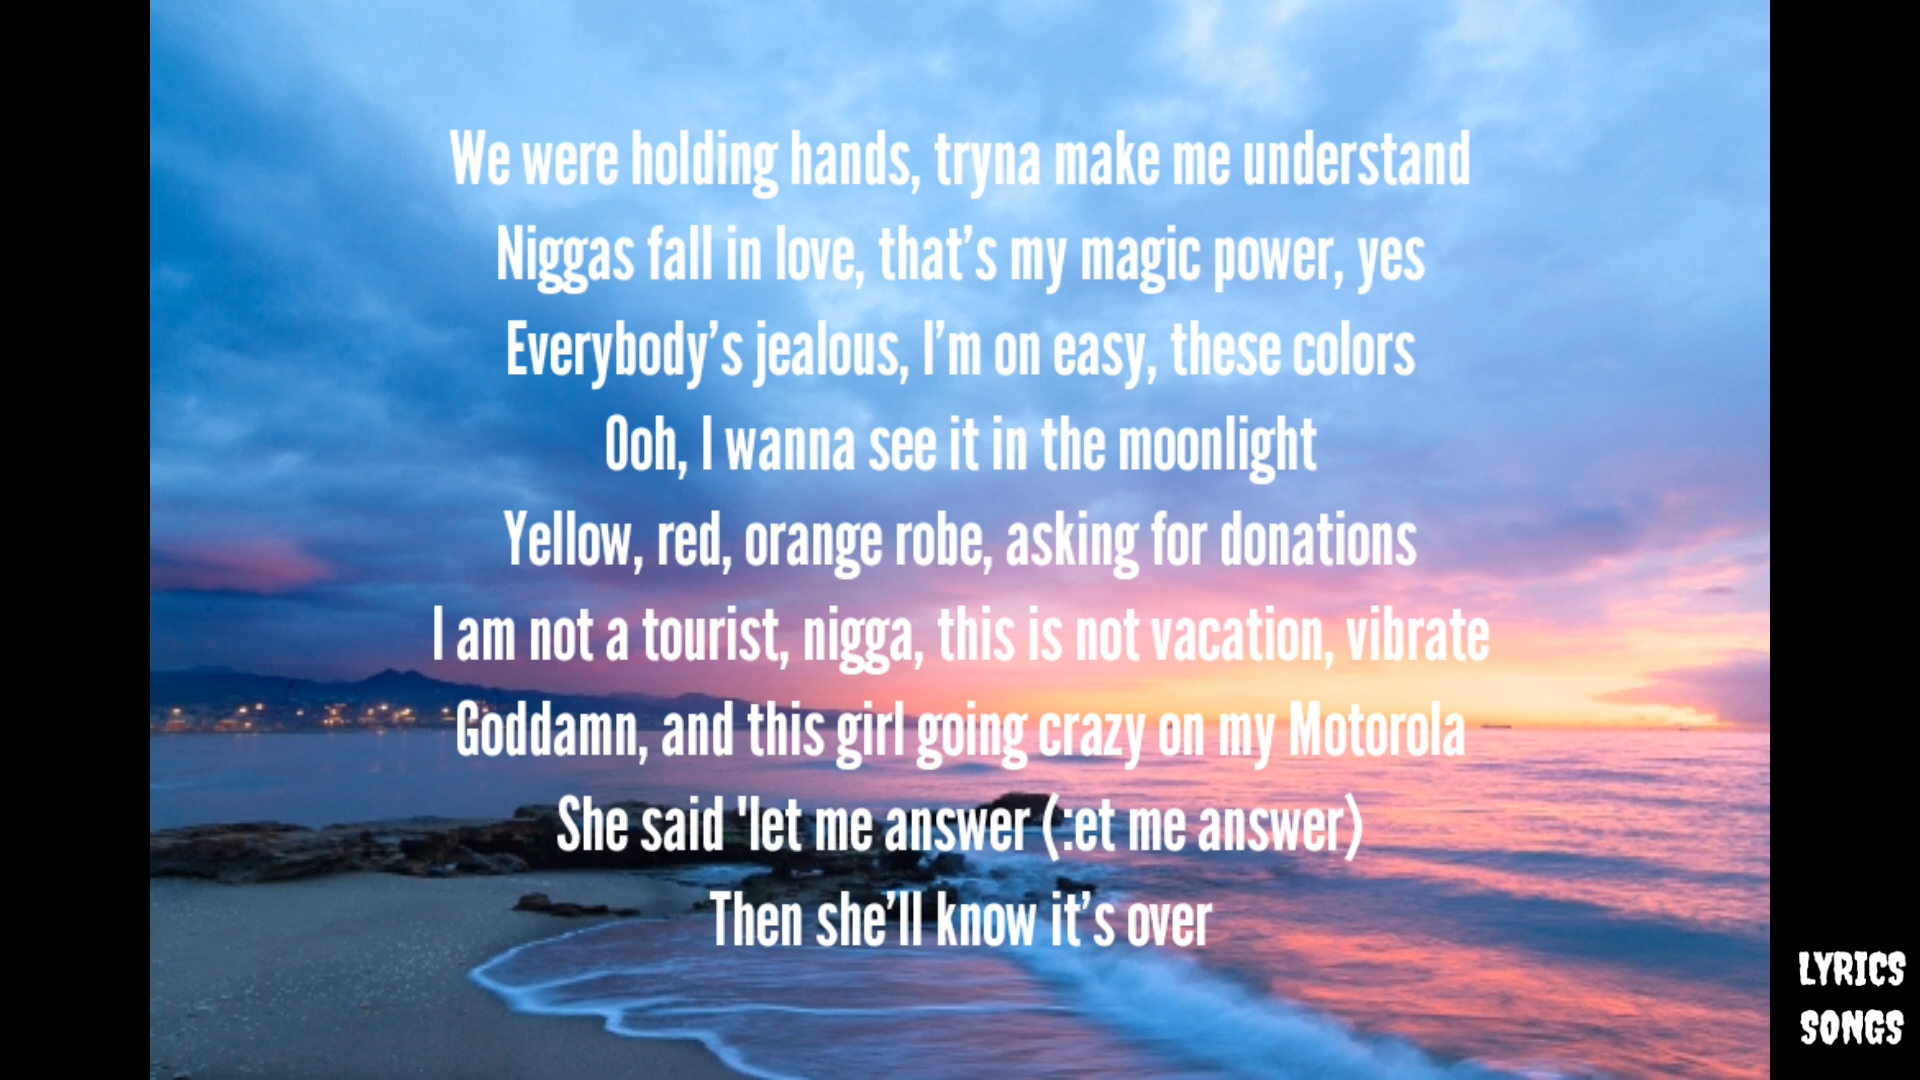 We were holding hands, tryna make me understand
Niggas fall in love, that's my magic power, yes
Everybody's jealous, I'm on easy, these colors
Ooh, I wanna see it in the moonlight
Yellow, red, orange robe, asking for donations
I am not a tourist, nigga, this is not vacation, vibrate
Goddamn, and this girl going crazy on my Motorola
She said "let me answer (:et me answer)
Then she'll know it's over
LYRICS
SONGS